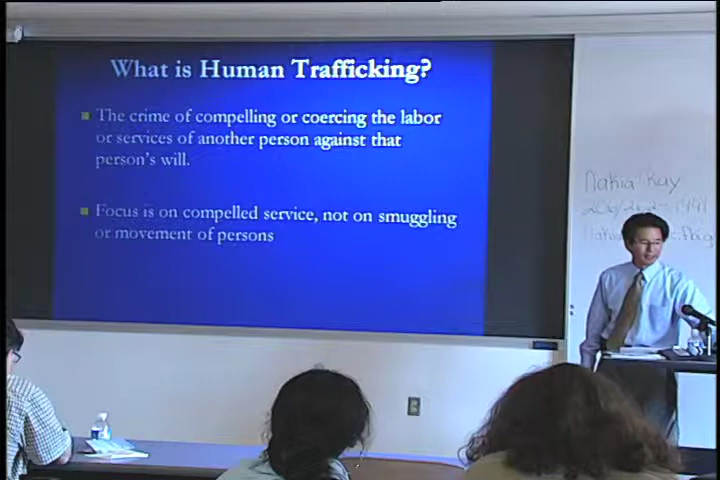 What is Human Trafficking?
The crime of compelling or coercing the labor
or services of another person against that
person's will.
Focus is on compelled service, not on smuggling
or movement of persons
Nakia Kay